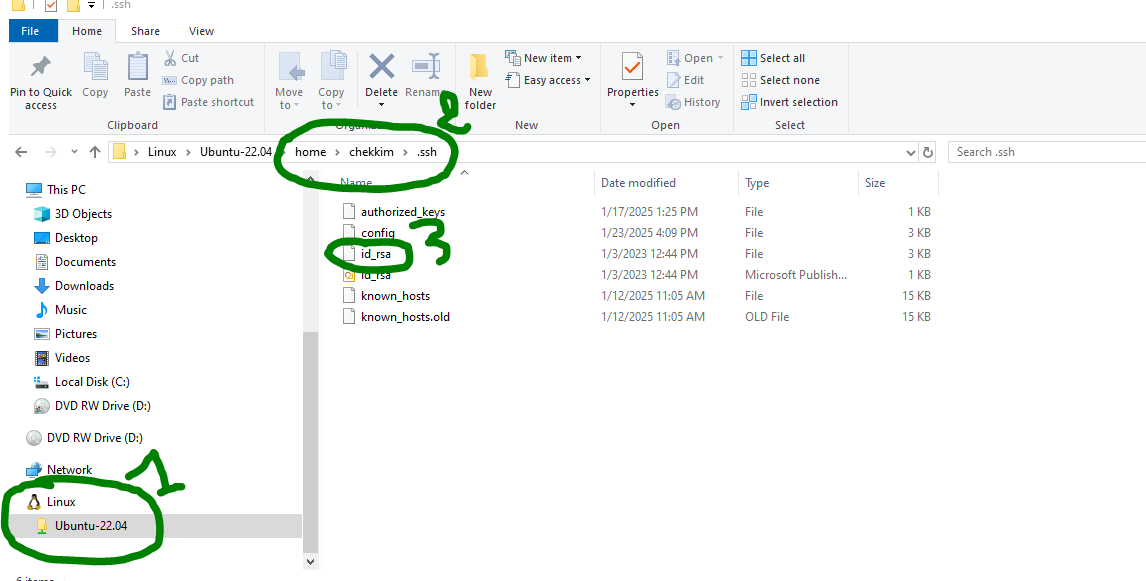 .ssh
File Home Share View
Pin to Quick access
Copy
Paste
Cut
Copy path
Paste shortcut
Clipboard
Move to
Copy to
Delete
Rename
Organi
New folder
New item
Easy access
New
Properties
Open
Edit
History
Open
Select all
Select none
Invert selection
Select
2
Linux Ubuntu-22.04 home chekkim .ssh
Search .ssh
This PC
3D Objects
Desktop
Documents
Downloads
Music
Pictures
Videos
Local Disk (C:)
DVD RW Drive (D:)
DVD RW Drive (D:)
Network
1
Linux
Ubuntu-22.04
Name Date modified Type Size
authorized_keys 1/17/2025 1:25 PM File 1 KB
config 1/23/2025 4:09 PM File 3 KB
3
id_rsa 1/3/2023 12:44 PM File 3 KB
id_rsa 1/3/2023 12:44 PM Microsoft Publish... 1 KB
known_hosts 1/12/2025 11:05 AM File 15 KB
known_hosts.old 1/12/2025 11:05 AM OLD File 15 KB
6 items